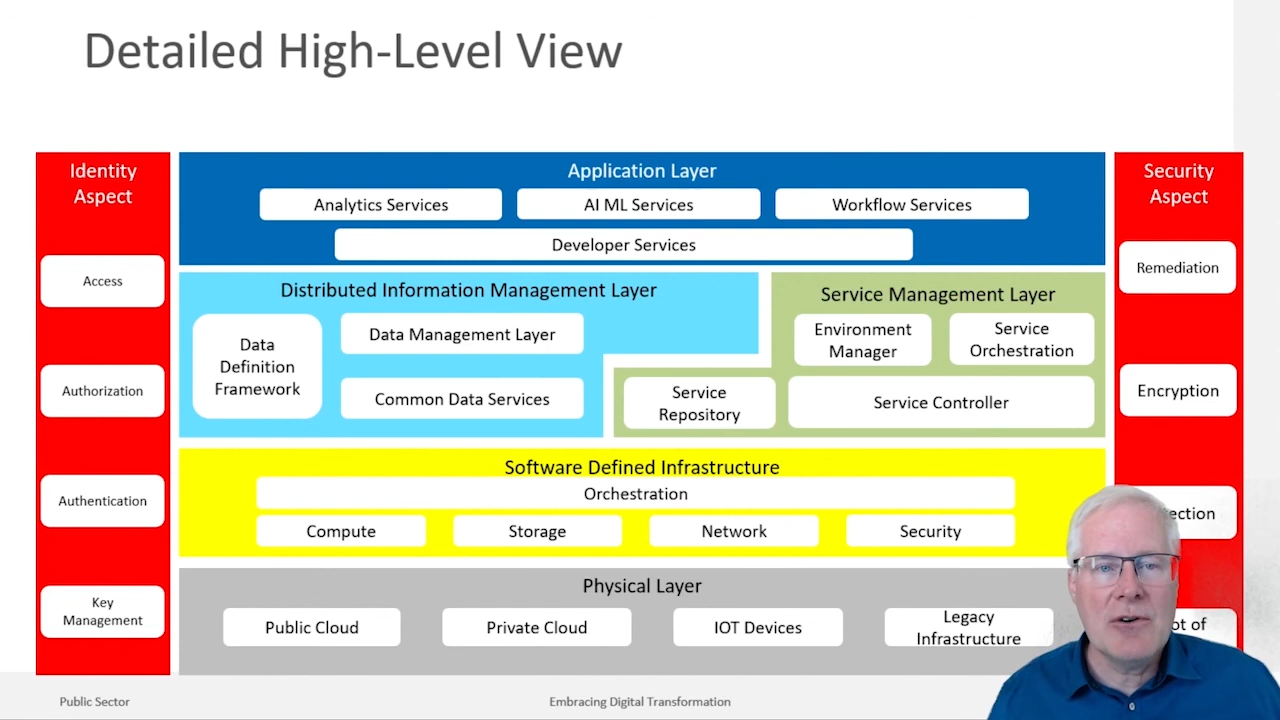 Detailed High-Level View
Identity
Aspect
Access
Authorization
Authentication
Key
Management
Application Layer
Analytics Services
AI ML Services
Workflow Services
Developer Services
Distributed Information Management Layer
Data
Definition
Framework
Data Management Layer
Common Data Services
Service Management Layer
Environment
Manager
Service
Orchestration
Service
Repository
Service Controller
Software Defined Infrastructure
Orchestration
Compute
Storage
Network
Security
Physical Layer
Public Cloud
Private Cloud
IOT Devices
Legacy
Infrastructure
Security
Aspect
Remediation
Encryption
of
Public Sector
Embracing Digital Transformation